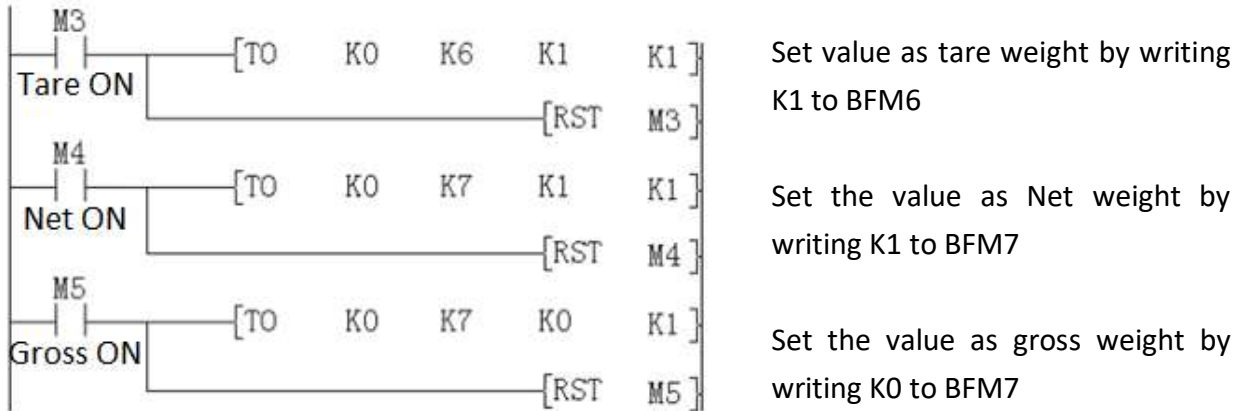 M3
[TO K0 K6 K1 K1]
Tare ON
[RST M3]
M4
[TO K0 K7 K1 K1]
Net ON
[RST M4]
M5
[TO K0 K7 K0 K1]
Gross ON
[RST M5]
Set value as tare weight by writing
K1 to BFM6
Set the value as Net weight by
writing K1 to BFM7
Set the value as gross weight by
writing K0 to BFM7